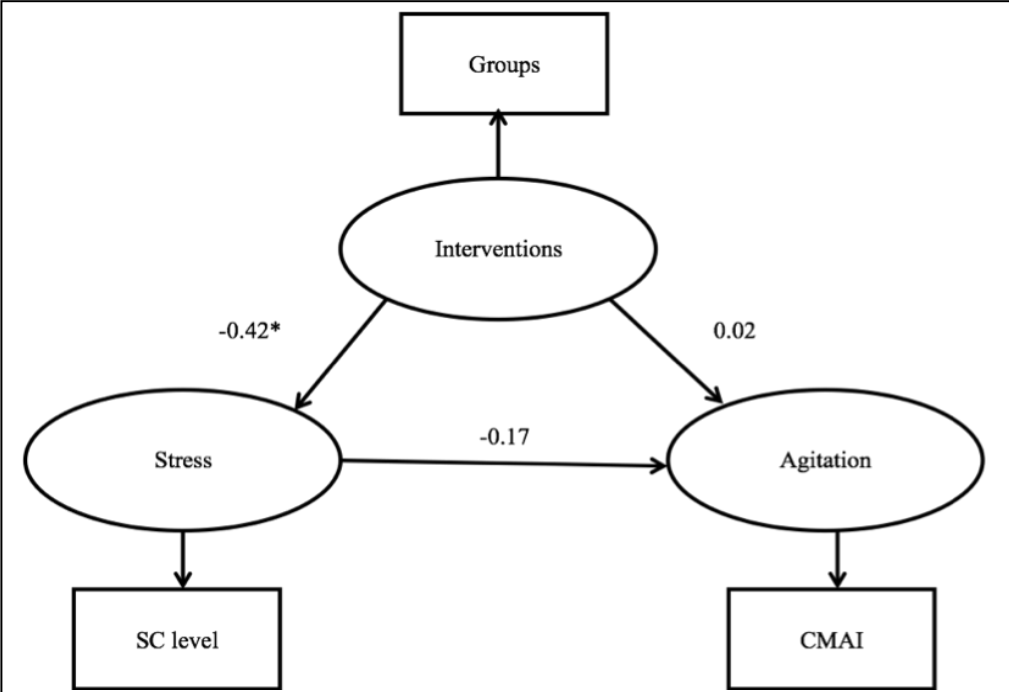 Groups
Interventions
-0.42*
0.02
-0.17
Stress
Agitation
SC level
CMAI